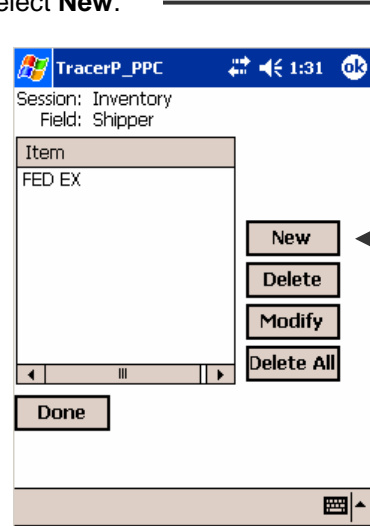 elect New.
TracerP_PPC 1:31 ok
Session: Inventory
Field: Shipper
Item
FED EX
New
Delete
Modify
Delete All
Done